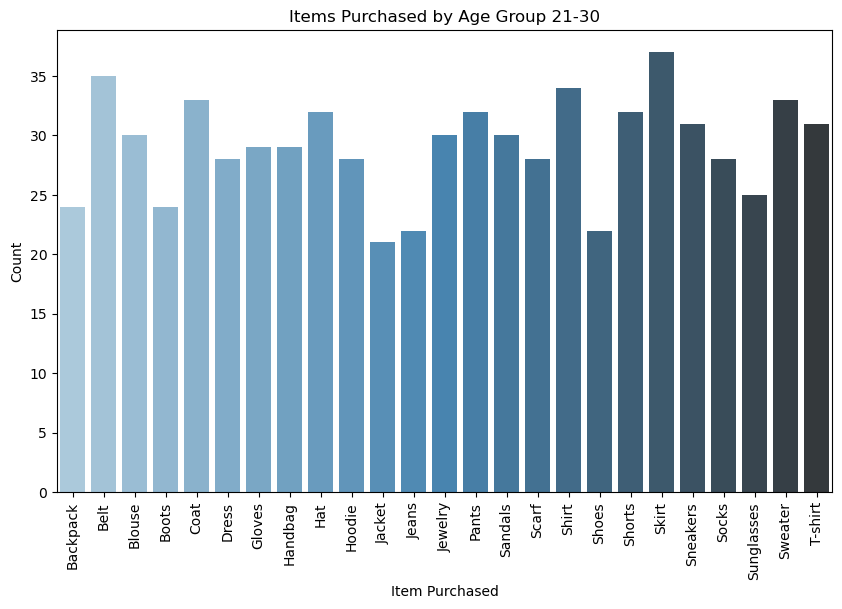 Items Purchased by Age Group 21-30
Count
35
30
25
20
15
10
5
0
Backpack
Belt
Blouse
Boots
Coat
Dress
Gloves
Handbag
Hat
Hoodie
Jacket
Jeans
Jewelry
Pants
Sandals
Scarf
Shirt
Shoes
Shorts
Skirt
Sneakers
Socks
Sunglasses
Sweater
T-shirt
Item Purchased